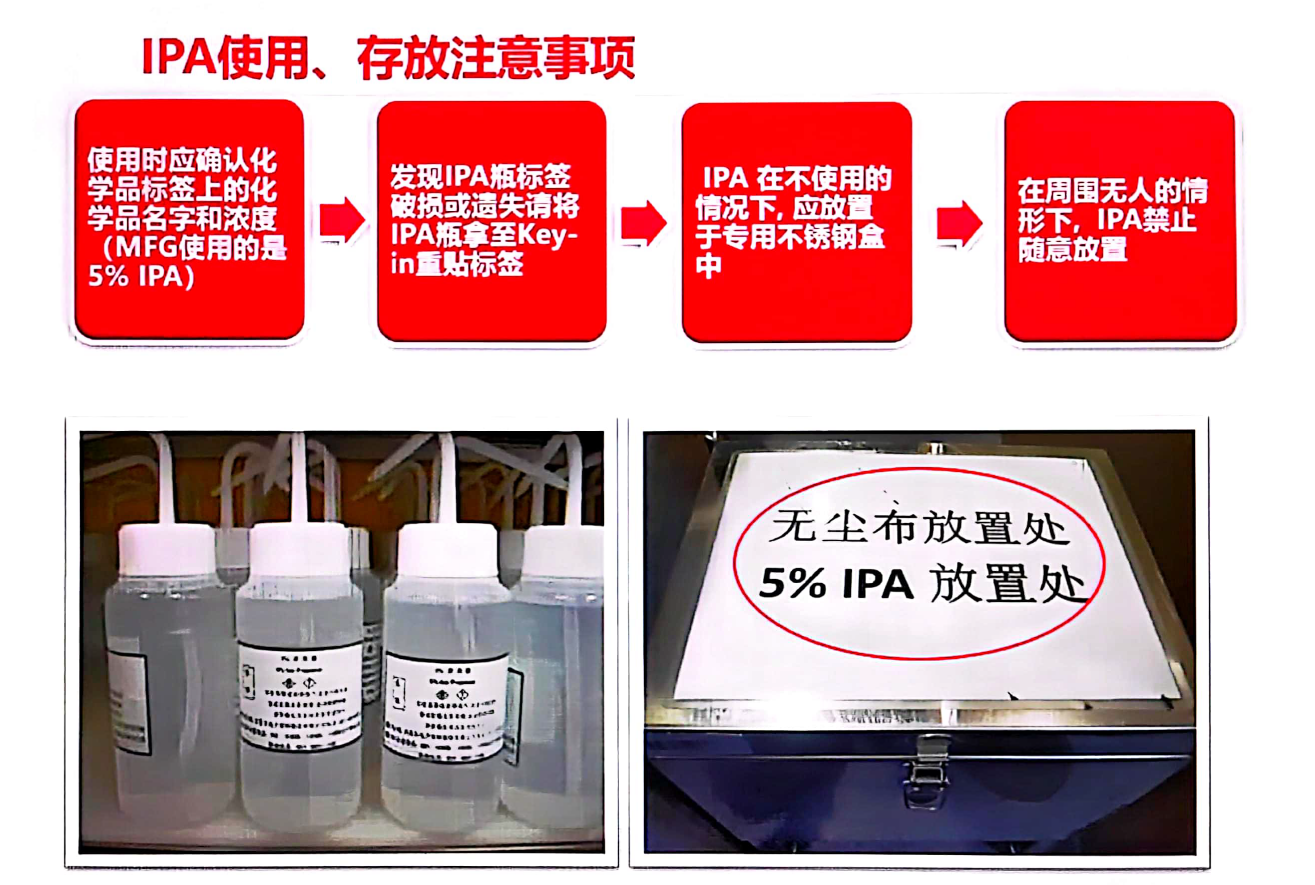 IPA使用、存放注意事项
使用时应确认化
学品标签上的化
学品名字和浓度
（MFG使用的是
5% IPA）
发现IPA瓶标签
破损或遗失请将
IPA瓶拿至Key-
in重贴标签
IPA 在不使用的
情况下, 应放置
于专用不锈钢盒
中
在周围无人的情
形下, IPA禁止
随意放置
无尘布放置处
5% IPA 放置处